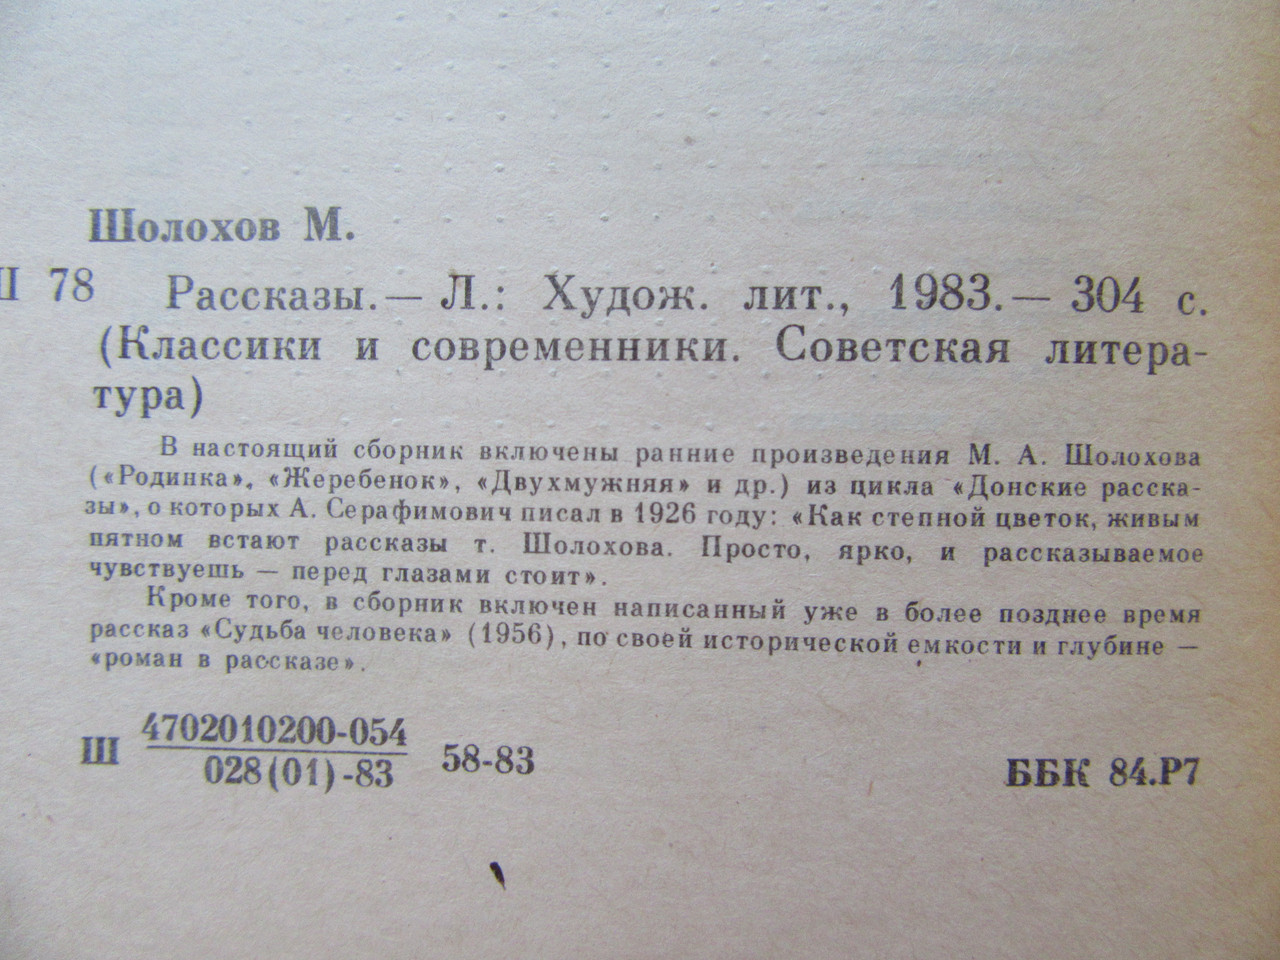 Шолохов М.
Ш 78 Рассказы.— Л.: Худож. лит., 1983.— 304 с.
(Классики и современники. Советская литера-
тура)
В настоящий сборник включены ранние произведения М. А. Шолохова
(«Родинка», «Жеребенок», «Двухмужняя» и др.) из цикла «Донские расска-
зы», о которых А. Серафимович писал в 1926 году: «Как степной цветок, живым
пятном встают рассказы т. Шолохова. Просто, ярко, и рассказываемое
чувствуешь — перед глазами стоит».
Кроме того, в сборник включен написанный уже в более позднее время
рассказ «Судьба человека» (1956), по своей исторической емкости и глубине —
«роман в рассказе».
Ш 4702010200-054
028(01)-83 58-83
ББК 84.Р7